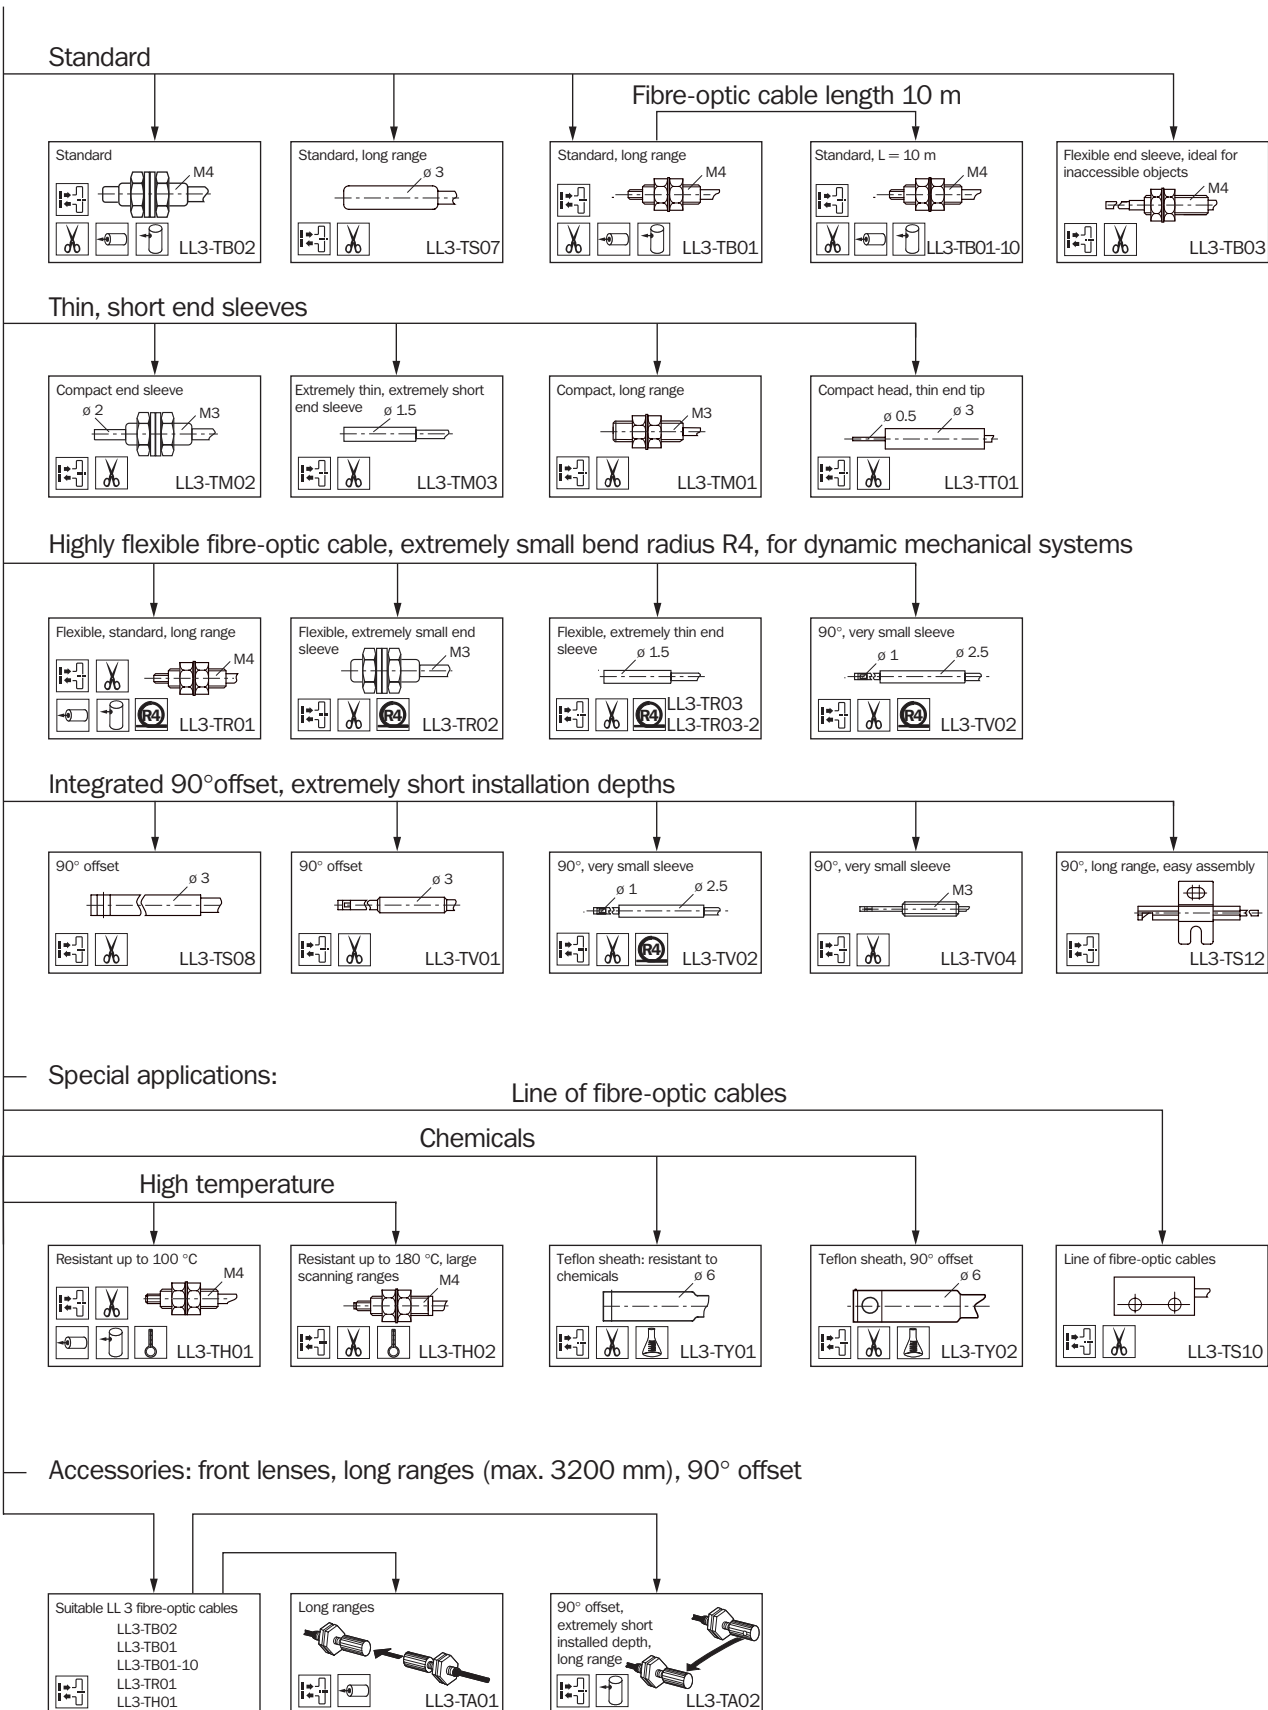 Standard
Fibre-optic cable length 10 m
Standard
M4
LL3-TB02
Standard, long range
ø 3
LL3-TS07
Standard, long range
M4
LL3-TB01
Standard, L = 10 m
M4
LL3-TB01-10
Flexible end sleeve, ideal for
inaccessible objects
M4
LL3-TB03
Thin, short end sleeves
Compact end sleeve
ø 2
M3
LL3-TM02
Extremely thin, extremely short
end sleeve
ø 1.5
LL3-TM03
Compact, long range
M3
LL3-TM01
Compact head, thin end tip
ø 0.5
ø 3
LL3-TT01
Highly flexible fibre-optic cable, extremely small bend radius R4, for dynamic mechanical systems
Flexible, standard, long range
M4
R4
LL3-TR01
Flexible, extremely small end
sleeve
M3
R4
LL3-TR02
Flexible, extremely thin end
sleeve
ø 1.5
R4
LL3-TR03
LL3-TR03-2
90°, very small sleeve
ø 1
ø 2.5
R4
LL3-TV02
Integrated 90°offset, extremely short installation depths
90° offset
ø 3
LL3-TS08
90° offset
ø 3
LL3-TV01
90°, very small sleeve
ø 1
ø 2.5
R4
LL3-TV02
90°, very small sleeve
M3
LL3-TV04
90°, long range, easy assembly
LL3-TS12
Special applications:
Line of fibre-optic cables
Chemicals
High temperature
Resistant up to 100 °C
M4
LL3-TH01
Resistant up to 180 °C, large
scanning ranges
M4
LL3-TH02
Teflon sheath: resistant to
chemicals
ø 6
LL3-TY01
Teflon sheath, 90° offset
ø 6
LL3-TY02
Line of fibre-optic cables
LL3-TS10
Accessories: front lenses, long ranges (max. 3200 mm), 90° offset
Suitable LL 3 fibre-optic cables
LL3-TB02
LL3-TB01
LL3-TB01-10
LL3-TR01
LL3-TH01
Long ranges
LL3-TA01
90° offset,
extremely short
installed depth,
long range
LL3-TA02